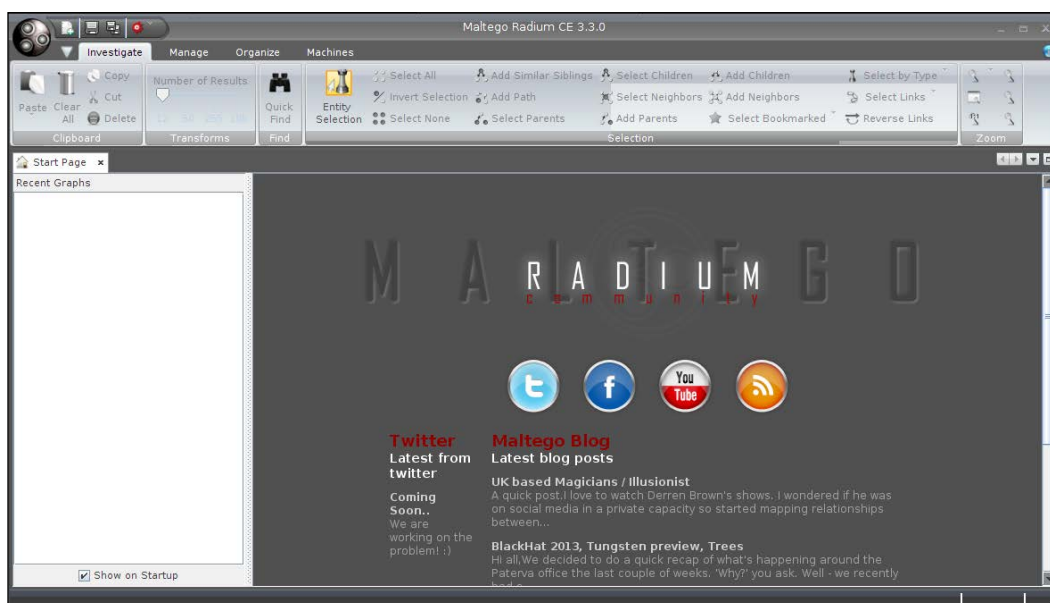 Maltego Radium CE 3.3.0
Investigate Manage Organize Machines
Copy Number of Results Select All Add Similar Siblings Select Children Add Children Select by Type
Paste Clear All Cut Quick Find Entity Selection Invert Selection Add Path Select Neighbors Add Neighbors Select Links
Delete Select None Select Parents Add Parents Select Bookmarked Reverse Links
Clipboard Transforms Find Selection Zoom
Start Page
Recent Graphs
MALTEGO
RADIUM
community
You
Tube
Twitter
Latest from
twitter
Coming
Soon..
We are
working on the
problem! :)
Maltego Blog
Latest blog posts
UK based Magicians / Illusionist
A quick post.I love to watch Derren Brown's shows. I wondered if he was
on social media in a private capacity so started mapping relationships
between...
BlackHat 2013, Tungsten preview, Trees
Hi all,We decided to do a quick recap of what's happening around the
Paterva office the last couple of weeks. 'Why?' you ask. Well - we recently
Show on Startup